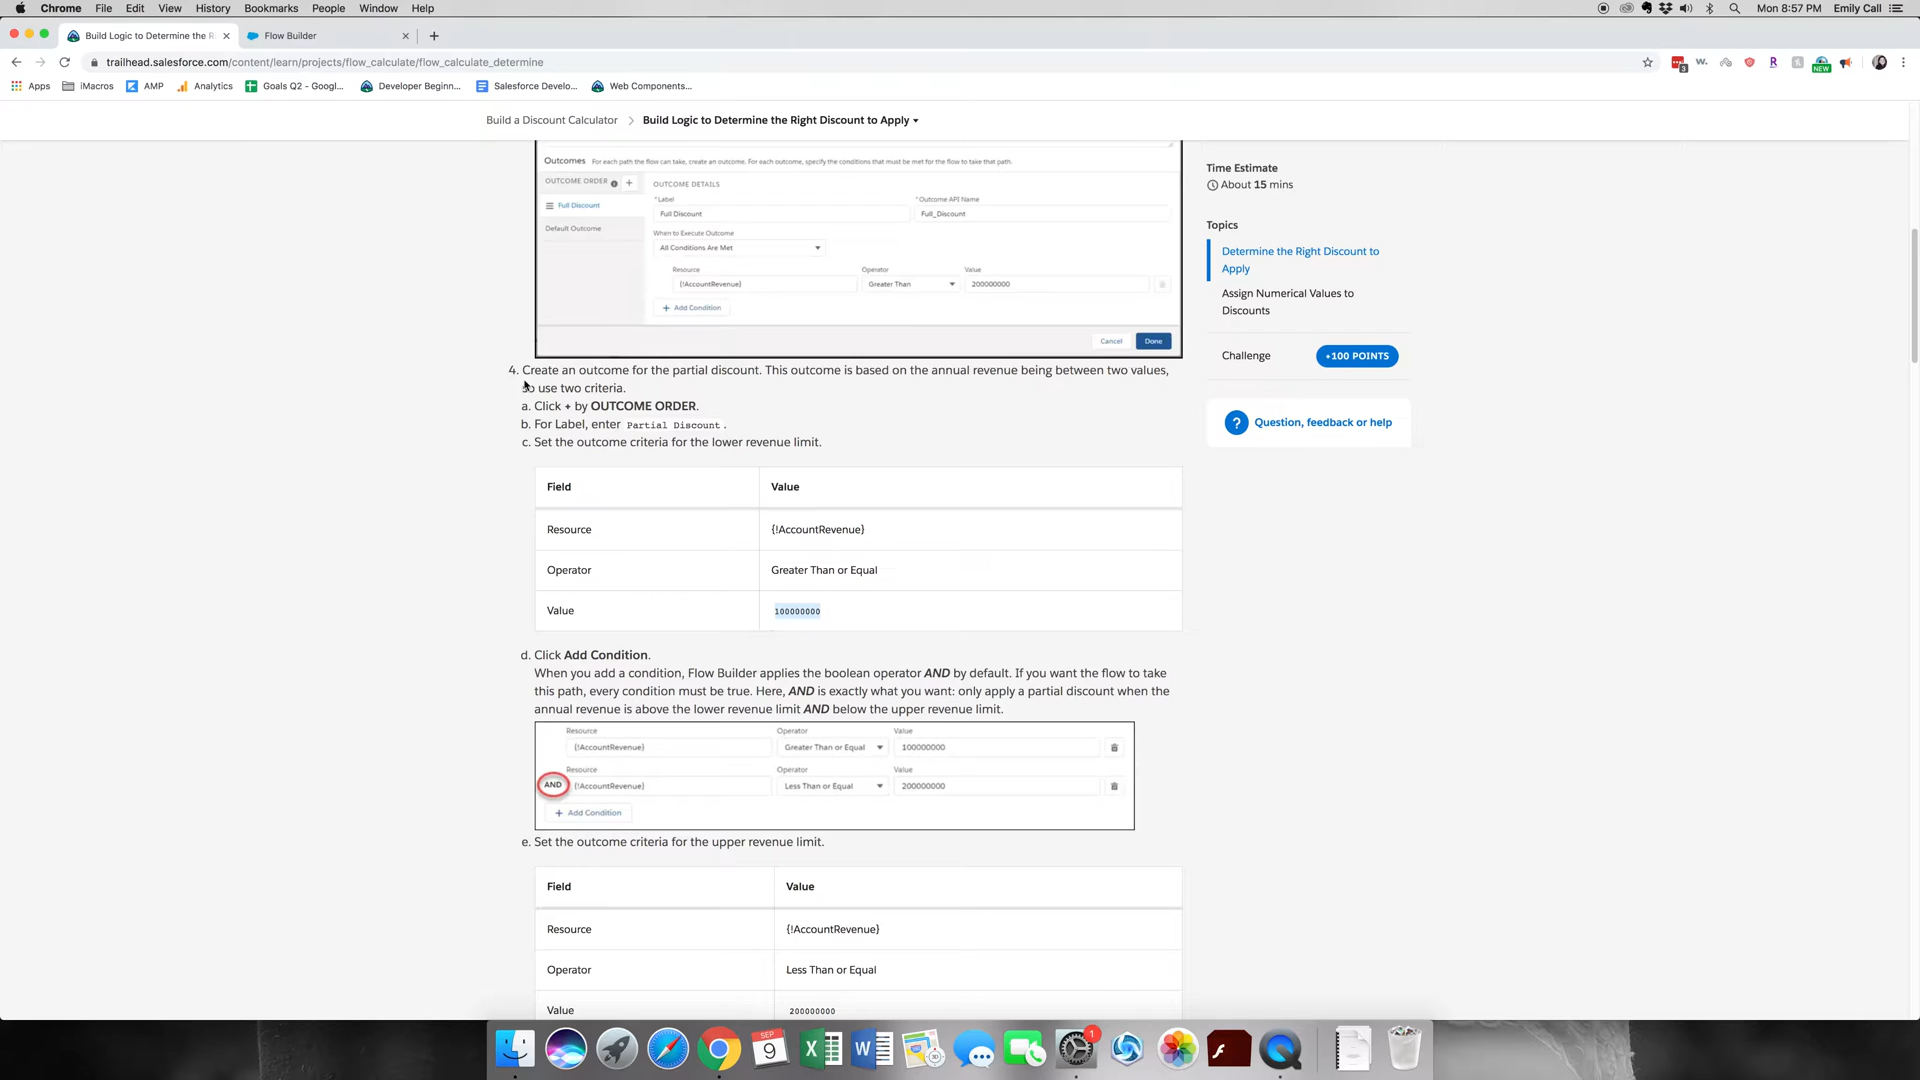 Chrome File Edit View History Bookmarks People Window Help
Mon 8:57 PM Emily Call
Build Logic to Determine the R
Flow Builder
trailhead.salesforce.com/content/learn/projects/flow_calculate/flow_calculate_determine
3
NEW
Apps iMacros AMP Analytics Goals Q2 - Googl... Developer Beginn... Salesforce Develo... Web Components...
Build a Discount Calculator > Build Logic to Determine the Right Discount to Apply
Outcomes For each path the flow can take, create an outcome. For each outcome, specify the conditions that must be met for the flow to take that path.
OUTCOME ORDER
OUTCOME DETAILS
Full Discount
Default Outcome
*Label
*Outcome API Name
Full Discount
Full_Discount
When to Execute Outcome
All Conditions Are Met
Resource Operator Value
{!AccountRevenue} Greater Than 200000000
+ Add Condition
Cancel Done
4. Create an outcome for the partial discount. This outcome is based on the annual revenue being between two values,
so use two criteria.
a. Click + by OUTCOME ORDER.
b. For Label, enter Partial Discount.
c. Set the outcome criteria for the lower revenue limit.
Field Value
Resource {!AccountRevenue}
Operator Greater Than or Equal
Value 100000000
d. Click Add Condition.
When you add a condition, Flow Builder applies the boolean operator AND by default. If you want the flow to take
this path, every condition must be true. Here, AND is exactly what you want: only apply a partial discount when the
annual revenue is above the lower revenue limit AND below the upper revenue limit.
Resource Operator Value
{!AccountRevenue} Greater Than or Equal 100000000
Resource Operator Value
AND {!AccountRevenue} Less Than or Equal 200000000
+ Add Condition
e. Set the outcome criteria for the upper revenue limit.
Field Value
Resource {!AccountRevenue}
Operator Less Than or Equal
Value 200000000
Time Estimate
About 15 mins
Topics
Determine the Right Discount to
Apply
Assign Numerical Values to
Discounts
Challenge +100 POINTS
? Question, feedback or help
SEP
9
1